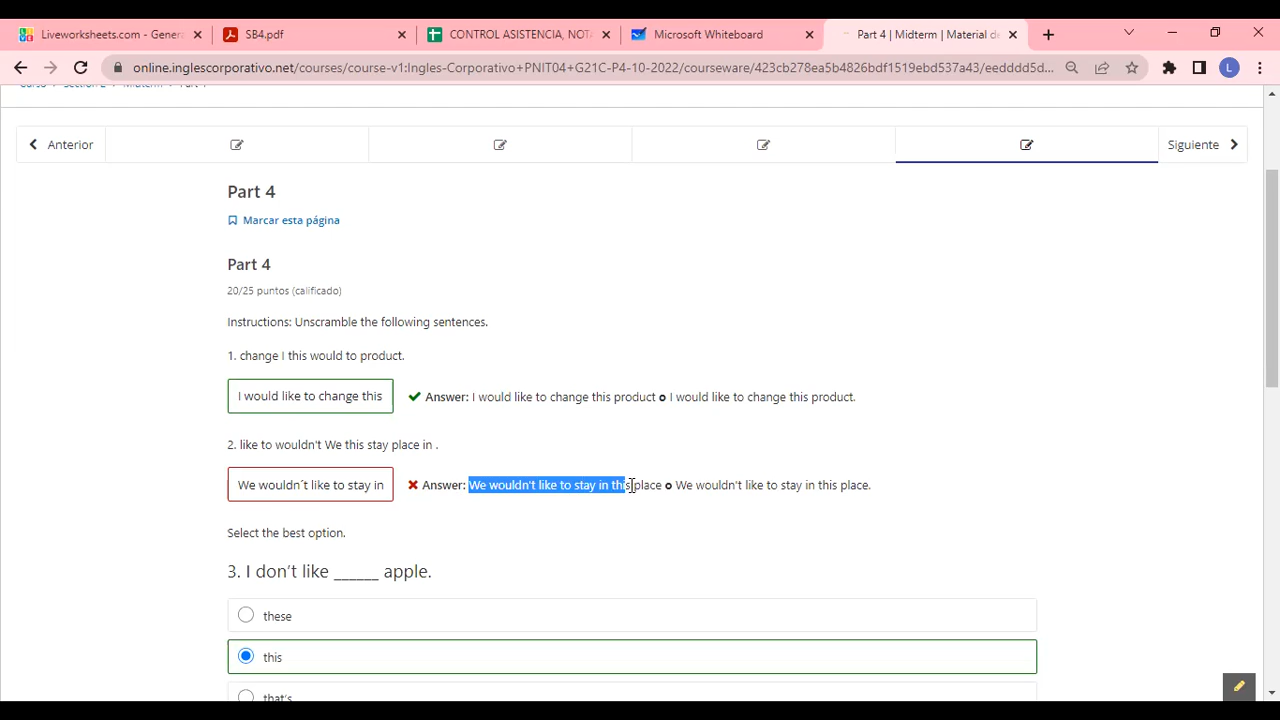 Liveworksheets.com - Gener
SB4.pdf
CONTROL ASISTENCIA, NOTA
Microsoft Whiteboard
Part 4 | Midterm | Material de
online.inglescorporativo.net/courses/course-v1:Ingles-Corporativo+PNIT04+G21C-P4-10-2022/courseware/423cb278ea5b4826bdf1519ebd537a43/eedddd5d...
L
Anterior
Siguiente
Part 4
Marcar esta página
Part 4
20/25 puntos (calificado)
Instructions: Unscramble the following sentences.
1. change I this would to product.
I would like to change this
Answer: I would like to change this product o I would like to change this product.
2. like to wouldn't We this stay place in .
We wouldn´t like to stay in
Answer: We wouldn't like to stay in this place o We wouldn't like to stay in this place.
Select the best option.
3. I don’t like ______ apple.
these
this
that’s